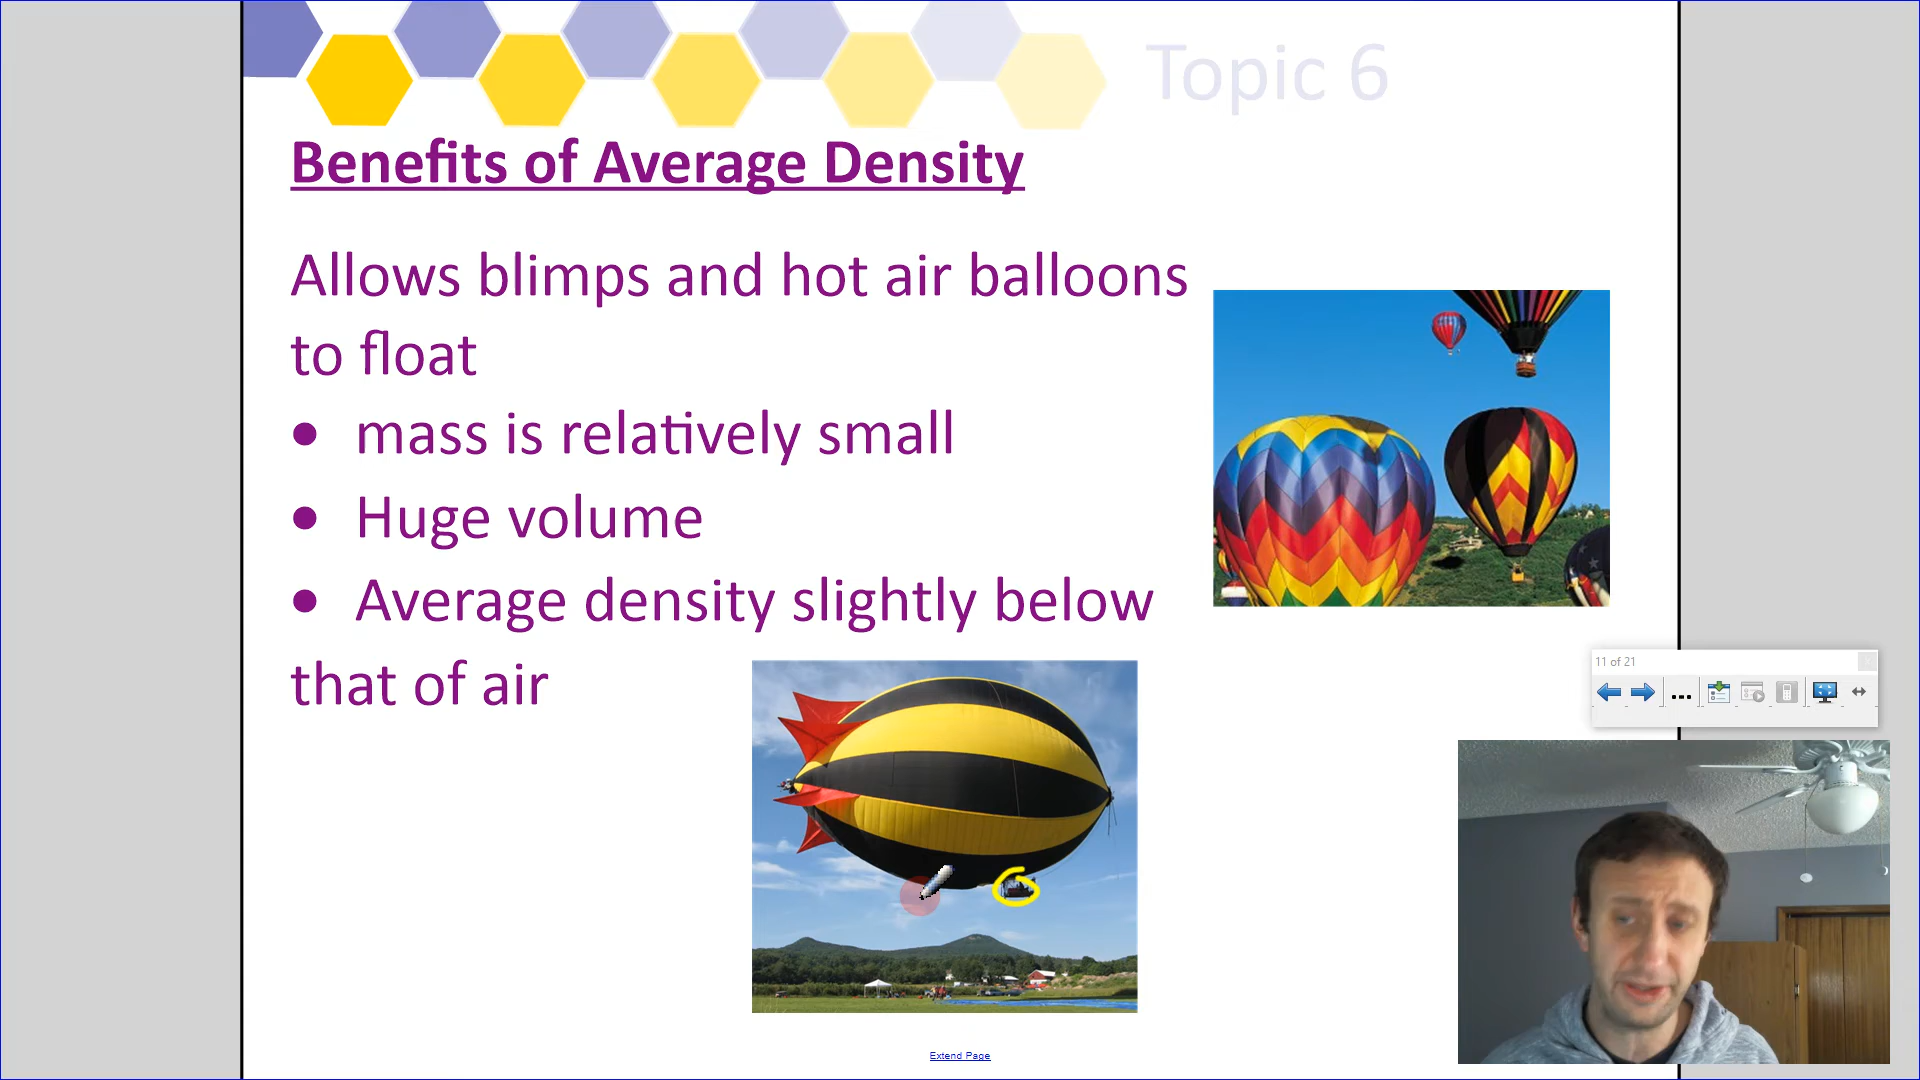 Topic 6
Benefits of Average Density
Allows blimps and hot air balloons
to float
• mass is relatively small
• Huge volume
• Average density slightly below
that of air
11 of 21
...
Extend Page